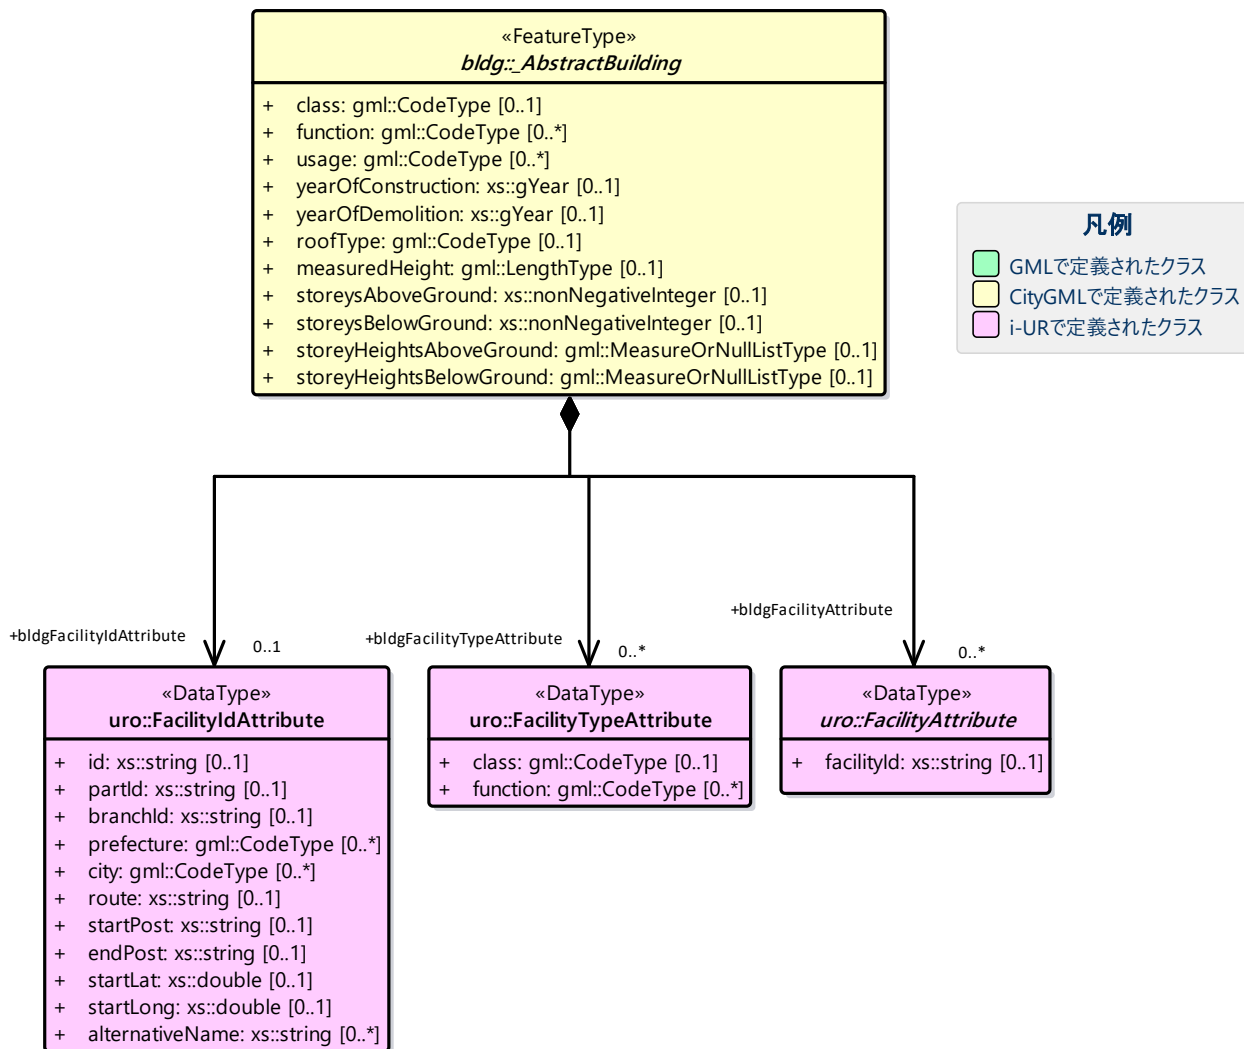 «FeatureType»
bldg::_AbstractBuilding
+ class: gml::CodeType [0..1]
+ function: gml::CodeType [0..*]
+ usage: gml::CodeType [0..*]
+ yearOfConstruction: xs::gYear [0..1]
+ yearOfDemolition: xs::gYear [0..1]
+ roofType: gml::CodeType [0..1]
+ measuredHeight: gml::LengthType [0..1]
+ storeysAboveGround: xs::nonNegativeInteger [0..1]
+ storeysBelowGround: xs::nonNegativeInteger [0..1]
+ storeyHeightsAboveGround: gml::MeasureOrNullListType [0..1]
+ storeyHeightsBelowGround: gml::MeasureOrNullListType [0..1]
凡例
GMLで定義されたクラス
CityGMLで定義されたクラス
i-URで定義されたクラス
+bldgFacilityIdAttribute
0..1
+bldgFacilityTypeAttribute
0..*
+bldgFacilityAttribute
0..*
«DataType»
uro::FacilityIdAttribute
+ id: xs::string [0..1]
+ partId: xs::string [0..1]
+ branchId: xs::string [0..1]
+ prefecture: gml::CodeType [0..*]
+ city: gml::CodeType [0..*]
+ route: xs::string [0..1]
+ startPost: xs::string [0..1]
+ endPost: xs::string [0..1]
+ startLat: xs::double [0..1]
+ startLong: xs::double [0..1]
+ alternativeName: xs::string [0..*]
«DataType»
uro::FacilityTypeAttribute
+ class: gml::CodeType [0..1]
+ function: gml::CodeType [0..*]
«DataType»
uro::FacilityAttribute
+ facilityId: xs::string [0..1]